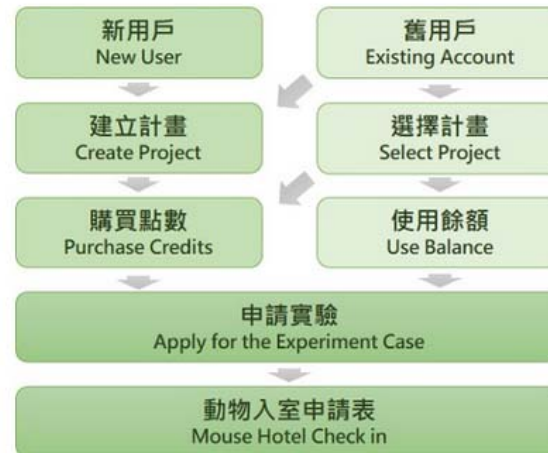 新用戶
New User
舊用戶
Existing Account
建立計畫
Create Project
選擇計畫
Select Project
購買點數
Purchase Credits
使用餘額
Use Balance
申請實驗
Apply for the Experiment Case
動物入室申請表
Mouse Hotel Check in